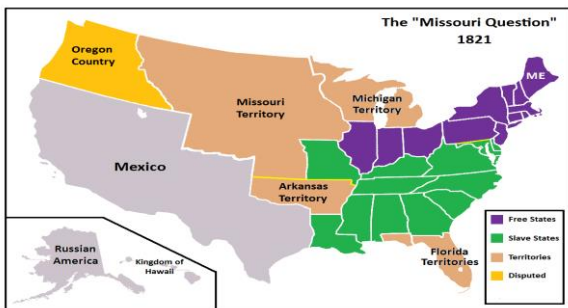 The "Missouri Question"
1821
Oregon
Country
ME
Missouri
Territory
Michigan
Territory
Mexico
Arkansas
Territory
Russian
America
Kingdom of
Hawaii
Florida
Territories
Free States
Slave States
Territories
Disputed